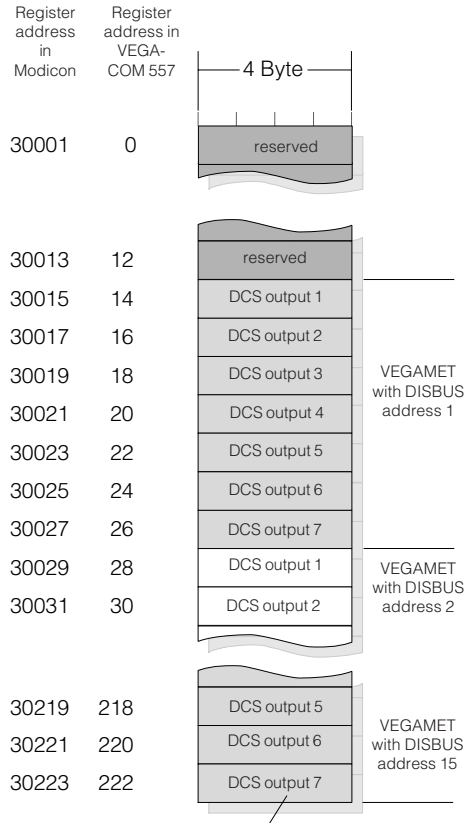 Register address in Modicon
Register address in VEGA-COM 557
4 Byte
30001 0 reserved
30013 12 reserved
30015 14 DCS output 1
30017 16 DCS output 2
30019 18 DCS output 3
30021 20 DCS output 4
30023 22 DCS output 5
30025 24 DCS output 6
30027 26 DCS output 7
VEGAMET with DISBUS address 1
30029 28 DCS output 1
30031 30 DCS output 2
VEGAMET with DISBUS address 2
30219 218 DCS output 5
30221 220 DCS output 6
30223 222 DCS output 7
VEGAMET with DISBUS address 15